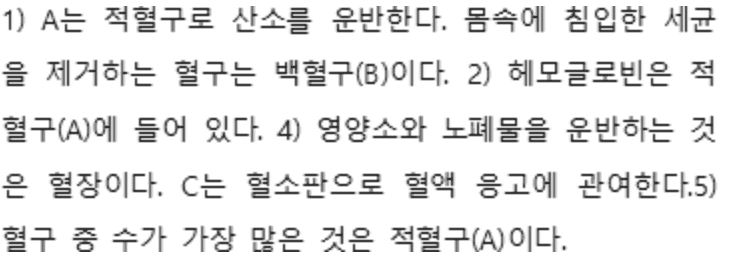 1) A는 적혈구로 산소를 운반한다. 몸속에 침입한 세균
을 제거하는 혈구는 백혈구(B)이다. 2) 헤모글로빈은 적
혈구(A)에 들어 있다. 4) 영양소와 노폐물을 운반하는 것
은 혈장이다. C는 혈소판으로 혈액 응고에 관여한다.5)
혈구 중 수가 가장 많은 것은 적혈구(A)이다.